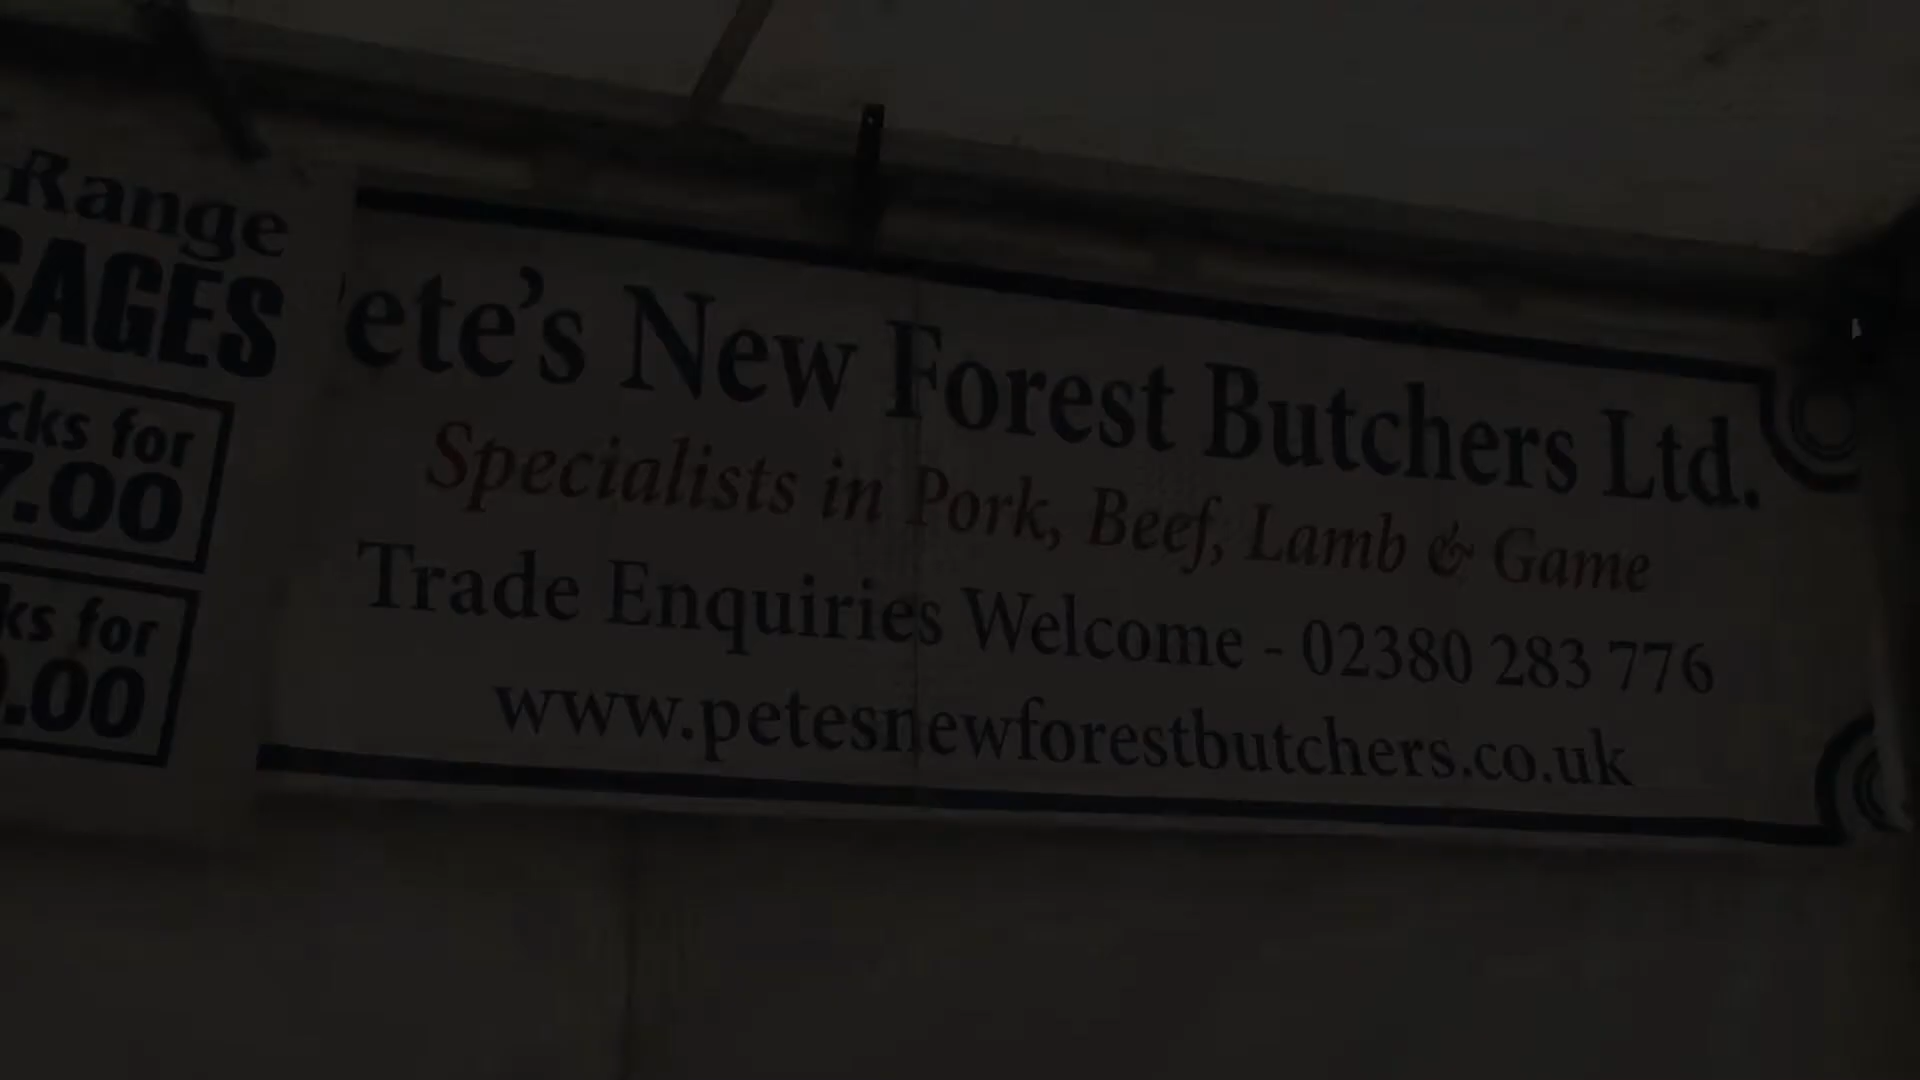 Range
SAGES
cks for
7.00
ks for
.00
ete's New Forest Butchers Ltd.
Specialists in Pork, Beef, Lamb & Game
Trade Enquiries Welcome - 02380 283 776
www.petesnewforestbutchers.co.uk